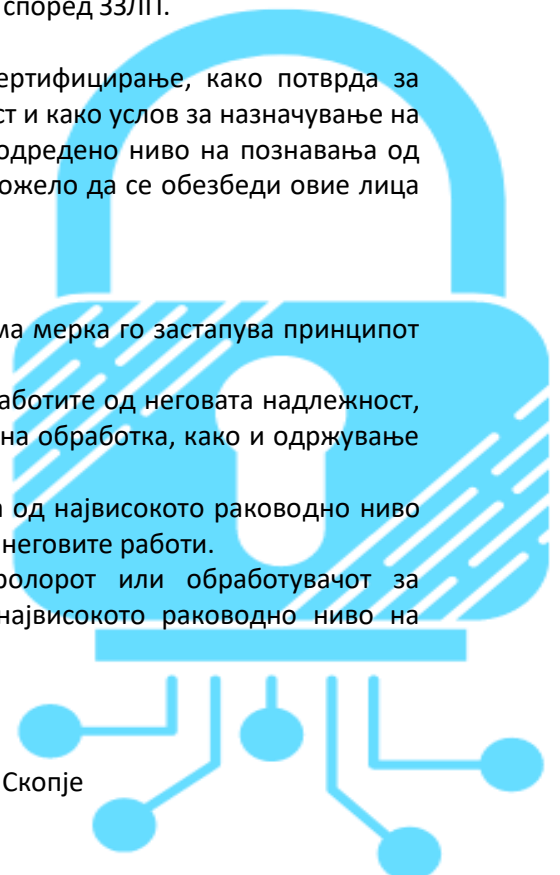 според ЗЗЛП.
ертифицирање, како потврда за
ст и како услов за назначување на
одредено ниво на познавања од
ожело да се обезбеди овие лица
ма мерка го застапува принципот
аботите од неговата надлежност,
на обработка, како и одржување
од највисокото раководно ниво
неговите работи.
ролорот или обработувачот за
највисокото раководно ниво на
Скопје